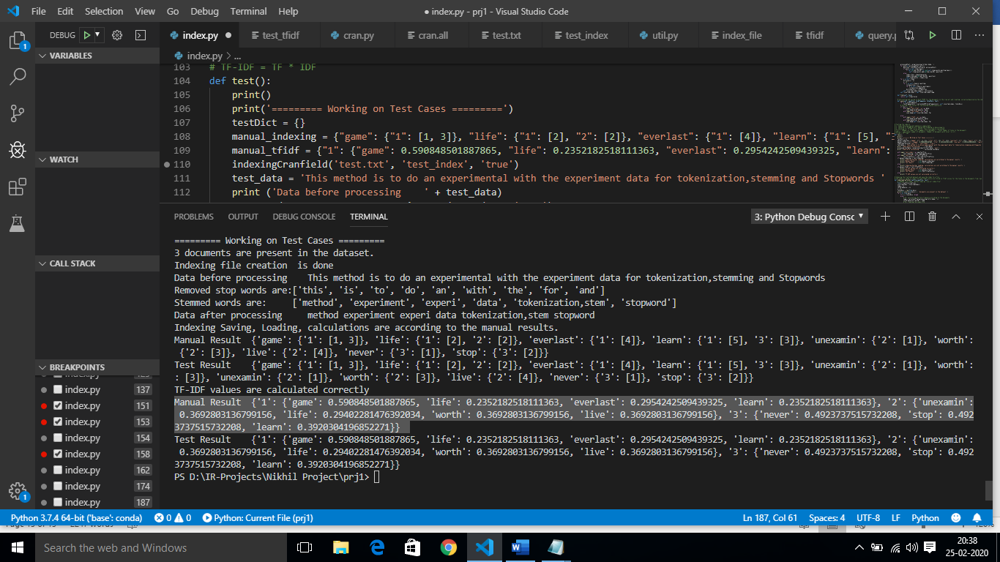 File Edit Selection View Go Debug Terminal Help
● index.py - prj1 - Visual Studio Code
DEBUG
index.py
test_tfidf
cran.py
cran.all
test.txt
test_index
util.py
index_file
tfidf
query.p
1
VARIABLES
index.py > ...
103 # TF-IDF = TF * IDF
104 def test():
105 print()
106 print('========= Working on Test Cases =========')
107 testDict = {}
108 manual_indexing = {"game": {"1": [1, 3]}, "life": {"1": [2], "2": [2]}, "everlast": {"1": [4]}, "learn": {"1": [5], "
109 manual_tfidf = {"1": {"game": 0.590848501887865, "life": 0.2352182518111363, "everlast": 0.2954242509439325, "learn":
110 indexingCranfield('test.txt', 'test_index', 'true')
111 test_data = 'This method is to do an experimental with the experiment data for tokenization,stemming and Stopwords '
112 print ('Data before processing    ' + test_data)
WATCH
CALL STACK
BREAKPOINTS
index.py 137
index.py 151
index.py 153
index.py 154
index.py 158
index.py 162
index.py 174
index.py 187
1
PROBLEMS OUTPUT DEBUG CONSOLE TERMINAL
3: Python Debug Consc
========= Working on Test Cases =========
3 documents are present in the dataset.
Indexing file creation  is done
Data before processing    This method is to do an experimental with the experiment data for tokenization,stemming and Stopwords
Removed stop words are:['this', 'is', 'to', 'do', 'an', 'with', 'the', 'for', 'and']
Stemmed words are:     ['method', 'experiment', 'experi', 'data', 'tokenization,stem', 'stopword']
Data after processing     method experiment experi data tokenization,stem stopword
Indexing Saving, Loading, calculations are according to the manual results.
Manual Result  {'game': {'1': [1, 3]}, 'life': {'1': [2], '2': [2]}, 'everlast': {'1': [4]}, 'learn': {'1': [5], '3': [3]}, 'unexamin': {'2': [1]}, 'worth':
{'2': [3]}, 'live': {'2': [4]}, 'never': {'3': [1]}, 'stop': {'3': [2]}}
Test Result    {'game': {'1': [1, 3]}, 'life': {'1': [2], '2': [2]}, 'everlast': {'1': [4]}, 'learn': {'1': [5], '3': [3]}, 'unexamin': {'2': [1]}, 'worth':
: [3]}, 'unexamin': {'2': [1]}, 'worth': {'2': [3]}, 'live': {'2': [4]}, 'never': {'3': [1]}, 'stop': {'3': [2]}}
TF-IDF values are calculated correctly
Manual Result  {'1': {'game': 0.590848501887865, 'life': 0.2352182518111363, 'everlast': 0.2954242509439325, 'learn': 0.2352182518111363}, '2': {'unexamin':
0.3692803136799156, 'life': 0.29402281476392034, 'worth': 0.3692803136799156, 'live': 0.3692803136799156}, '3': {'never': 0.4923737515732208, 'stop': 0.492
3737515732208, 'learn': 0.3920304196852271}}
Test Result    {'1': {'game': 0.590848501887865, 'life': 0.2352182518111363, 'everlast': 0.2954242509439325, 'learn': 0.2352182518111363}, '2': {'unexamin':
0.3692803136799156, 'life': 0.29402281476392034, 'worth': 0.3692803136799156, 'live': 0.3692803136799156}, '3': {'never': 0.4923737515732208, 'stop': 0.492
3737515732208, 'learn': 0.3920304196852271}}
PS D:\IR-Projects\Nikhil Project\prj1>
Python 3.7.4 64-bit ('base': conda) 0 0 Python: Current File (prj1)
Ln 187, Col 61 Spaces: 4 UTF-8 LF Python
Search the web and Windows
20:38
25-02-2020